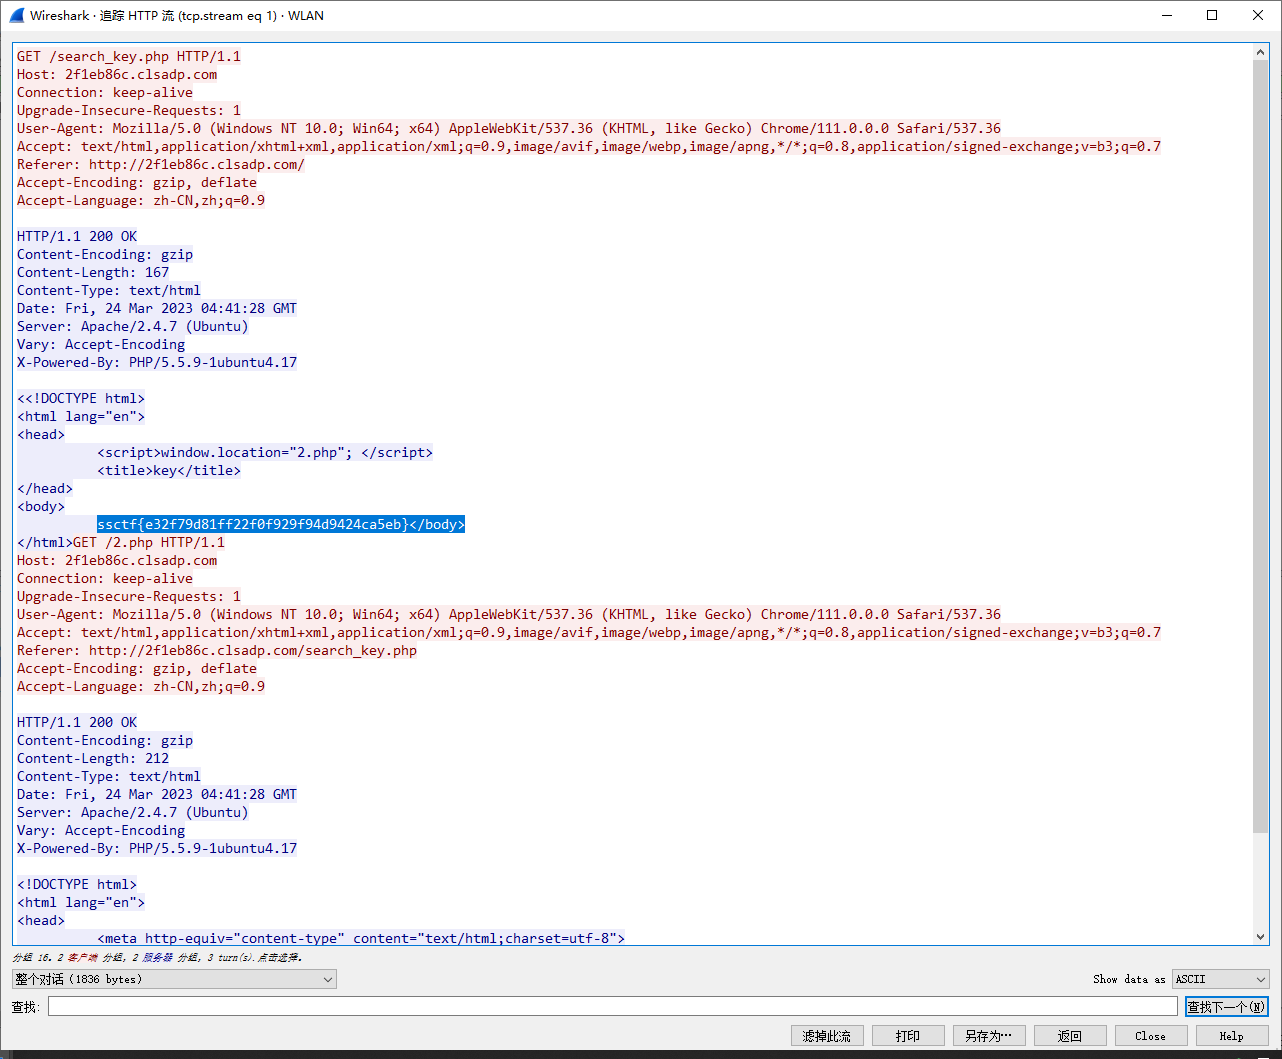 Wireshark · 追踪 HTTP 流 (tcp.stream eq 1) · WLAN
GET /search_key.php HTTP/1.1
Host: 2f1eb86c.clsadp.com
Connection: keep-alive
Upgrade-Insecure-Requests: 1
User-Agent: Mozilla/5.0 (Windows NT 10.0; Win64; x64) AppleWebKit/537.36 (KHTML, like Gecko) Chrome/111.0.0.0 Safari/537.36
Accept: text/html,application/xhtml+xml,application/xml;q=0.9,image/avif,image/webp,image/apng,*/*;q=0.8,application/signed-exchange;v=b3;q=0.7
Referer: http://2f1eb86c.clsadp.com/
Accept-Encoding: gzip, deflate
Accept-Language: zh-CN,zh;q=0.9
HTTP/1.1 200 OK
Content-Encoding: gzip
Content-Length: 167
Content-Type: text/html
Date: Fri, 24 Mar 2023 04:41:28 GMT
Server: Apache/2.4.7 (Ubuntu)
Vary: Accept-Encoding
X-Powered-By: PHP/5.5.9-1ubuntu4.17
<<!DOCTYPE html>
<html lang="en">
<head>
<script>window.location="2.php"; </script>
<title>key</title>
</head>
<body>
ssctf{e32f79d81ff22f0f929f94d9424ca5eb}</body>
</html>GET /2.php HTTP/1.1
Host: 2f1eb86c.clsadp.com
Connection: keep-alive
Upgrade-Insecure-Requests: 1
User-Agent: Mozilla/5.0 (Windows NT 10.0; Win64; x64) AppleWebKit/537.36 (KHTML, like Gecko) Chrome/111.0.0.0 Safari/537.36
Accept: text/html,application/xhtml+xml,application/xml;q=0.9,image/avif,image/webp,image/apng,*/*;q=0.8,application/signed-exchange;v=b3;q=0.7
Referer: http://2f1eb86c.clsadp.com/search_key.php
Accept-Encoding: gzip, deflate
Accept-Language: zh-CN,zh;q=0.9
HTTP/1.1 200 OK
Content-Encoding: gzip
Content-Length: 212
Content-Type: text/html
Date: Fri, 24 Mar 2023 04:41:28 GMT
Server: Apache/2.4.7 (Ubuntu)
Vary: Accept-Encoding
X-Powered-By: PHP/5.5.9-1ubuntu4.17
<!DOCTYPE html>
<html lang="en">
<head>
<meta http-equiv="content-type" content="text/html;charset=utf-8">
分组 16。2 客户端 分组，2 服务器 分组，3 turn(s).点击选择。
整个对话 (1836 bytes) Show data as ASCII
查找: 查找下一个(N)
滤掉此流 打印 另存为… 返回 Close Help